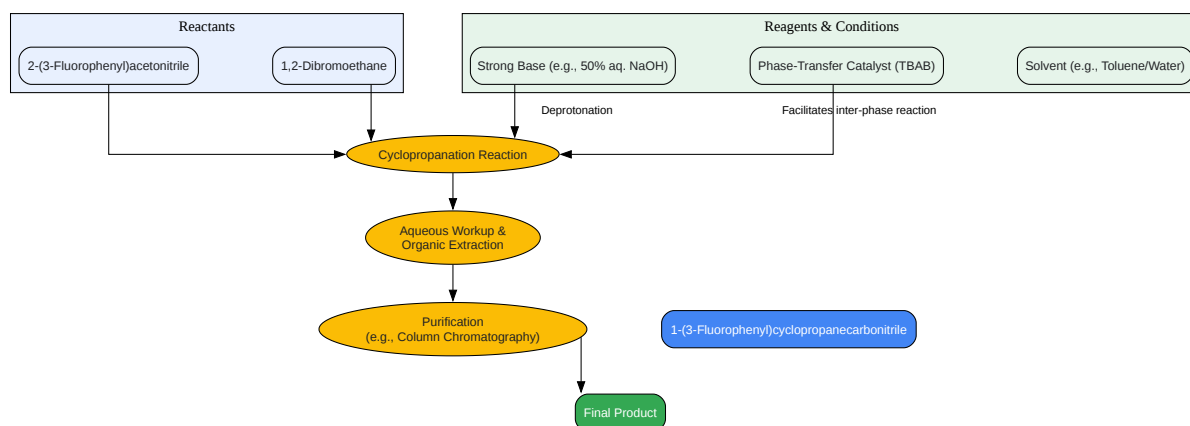 Reactants
Reagents & Conditions
2-(3-Fluorophenyl)acetonitrile
1,2-Dibromoethane
Strong Base (e.g., 50% aq. NaOH)
Phase-Transfer Catalyst (TBAB)
Solvent (e.g., Toluene/Water)
Deprotonation
Facilitates inter-phase reaction
Cyclopropanation Reaction
Aqueous Workup &
Organic Extraction
Purification
(e.g., Column Chromatography)
1-(3-Fluorophenyl)cyclopropanecarbonitrile
Final Product